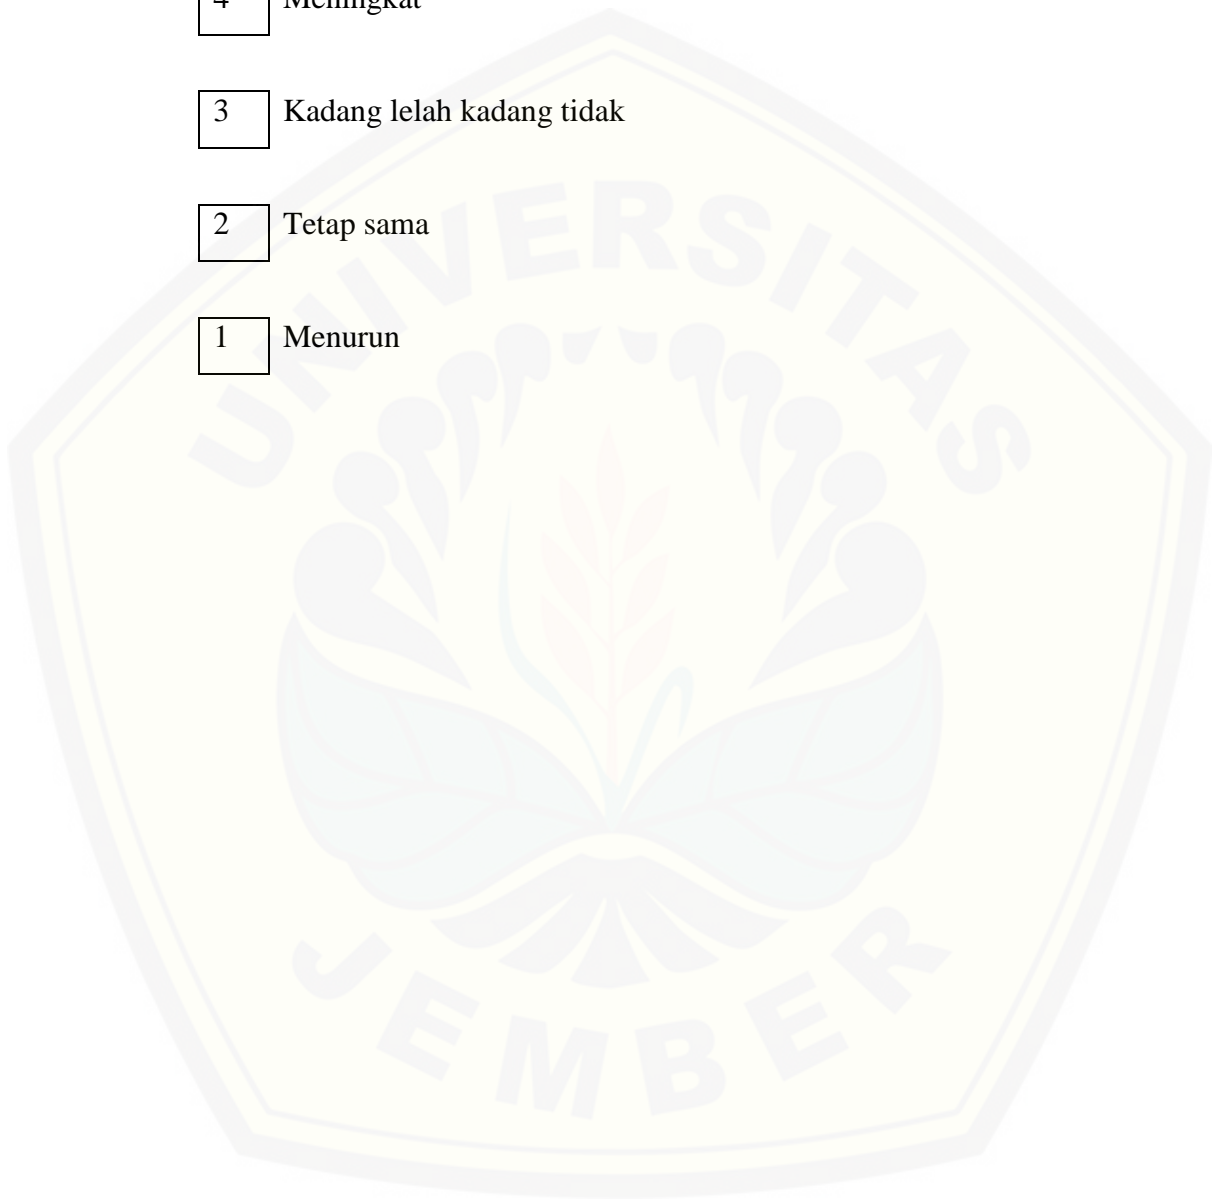 4 Meningkat
3 Kadang lelah kadang tidak
2 Tetap sama
1 Menurun
UNIVERSITAS
JEMBER